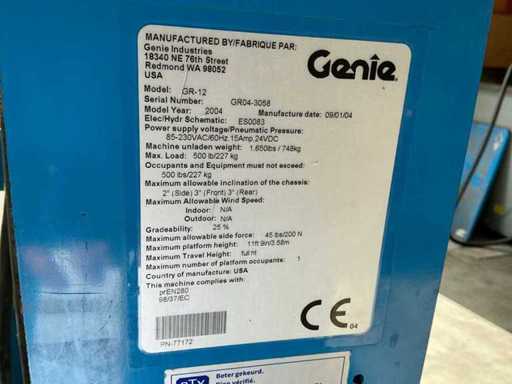 MANUFACTURED BY/FABRIQUE PAR:
Genie Industries
18340 NE 76th Street
Redmond WA 98052
USA
Genie
Model: GR-12
Serial Number: GR04-3058
Model Year: 2004 Manufacture date: 09/01/04
Elec/Hydr Schematic: ES0083
Power supply voltage/Pneumatic Pressure:
85-230VAC/60Hz,15Amp,24VDC
Machine unladen weight: 1,650lbs / 748kg
Max. Load: 500 lb/227 kg
Occupants and Equipment must not exceed:
500 lbs/227 kg
Maximum allowable inclination of the chassis:
2° (Side) 3° (Front) 3° (Rear)
Maximum Allowable Wind Speed:
Indoor: N/A
Outdoor: N/A
Gradeability: 25 %
Maximum allowable side force: 45 lbs/200 N
Maximum platform height: 11ft 9in/3.58m
Maximum Travel Height: full ht
Maximum number of platform occupants: 1
Country of manufacture: USA
This machine complies with:
prEN280
98/37/EC
CE 04
PN-77172
Beter gekeurd.